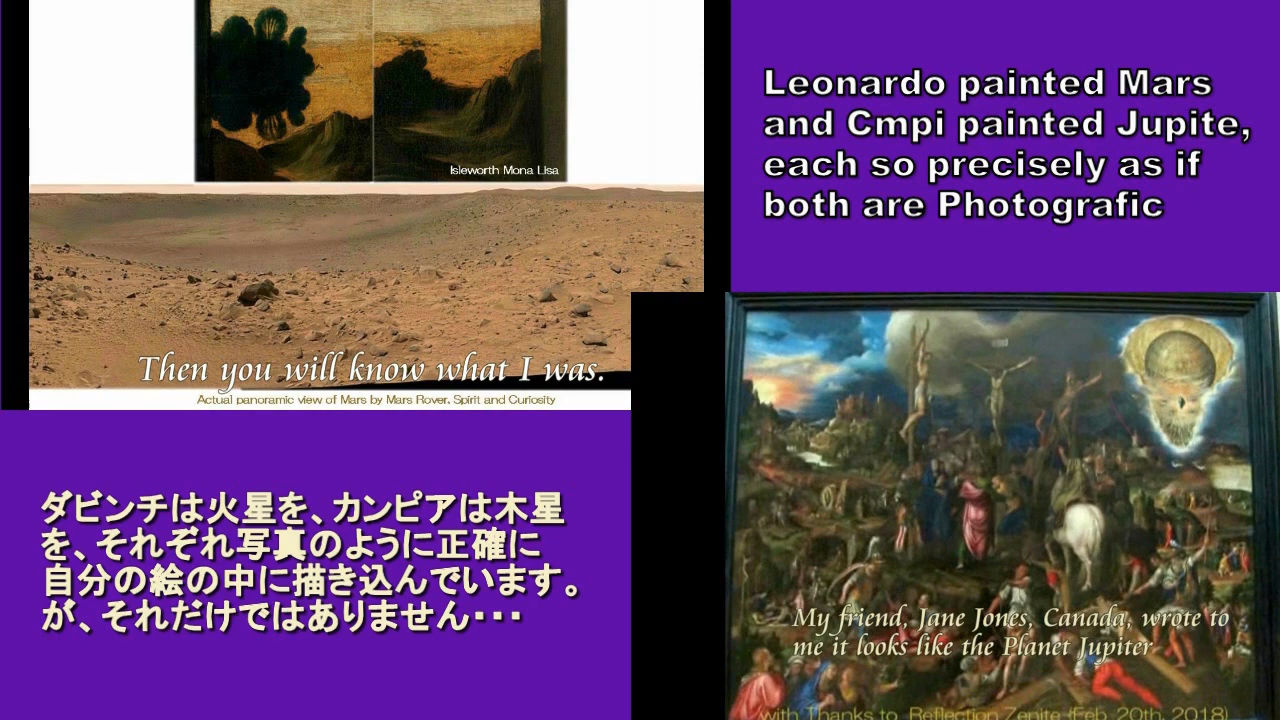 Isleworth Mona Lisa
Then you will know what I was.
Actual panoramic view of Mars by Mars Rover, Spirit and Curiosity
Leonardo painted Mars
and Cmpi painted Jupite,
each so precisely as if
both are Photografic
ダビンチは火星を、カンピアは木星
を、それぞれ写真のように正確に
自分の絵の中に描き込んでいます。
が、それだけではありません・・・
My friend, Jane Jones, Canada, wrote to
me it looks like the Planet Jupiter
with Thanks to Reflection Zenite (Feb. 20th, 2018)